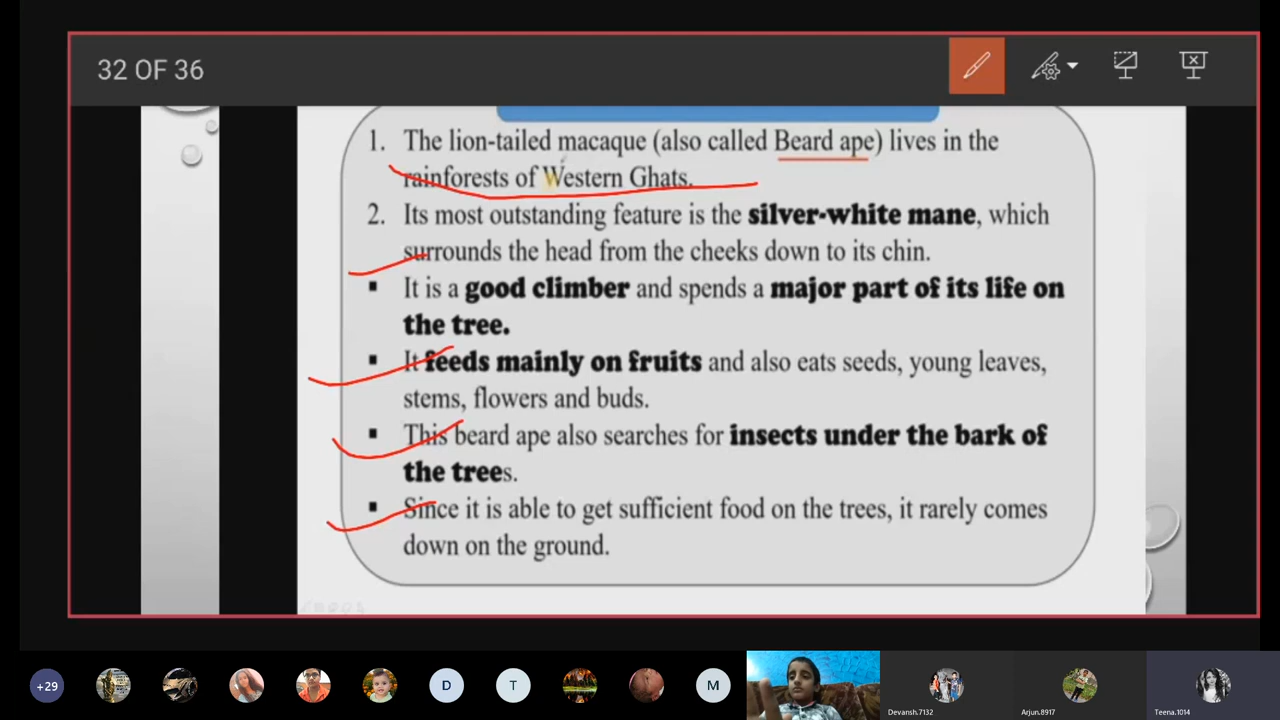 32 OF 36
1. The lion-tailed macaque (also called Beard ape) lives in the
rainforests of Western Ghats.
2. Its most outstanding feature is the silver-white mane, which
surrounds the head from the cheeks down to its chin.
▪ It is a good climber and spends a major part of its life on
the tree.
▪ It feeds mainly on fruits and also eats seeds, young leaves,
stems, flowers and buds.
▪ This beard ape also searches for insects under the bark of
the trees.
▪ Since it is able to get sufficient food on the trees, it rarely comes
down on the ground.
+29
D
T
M
Devansh.7132
Arjun.8917
Teena.1014